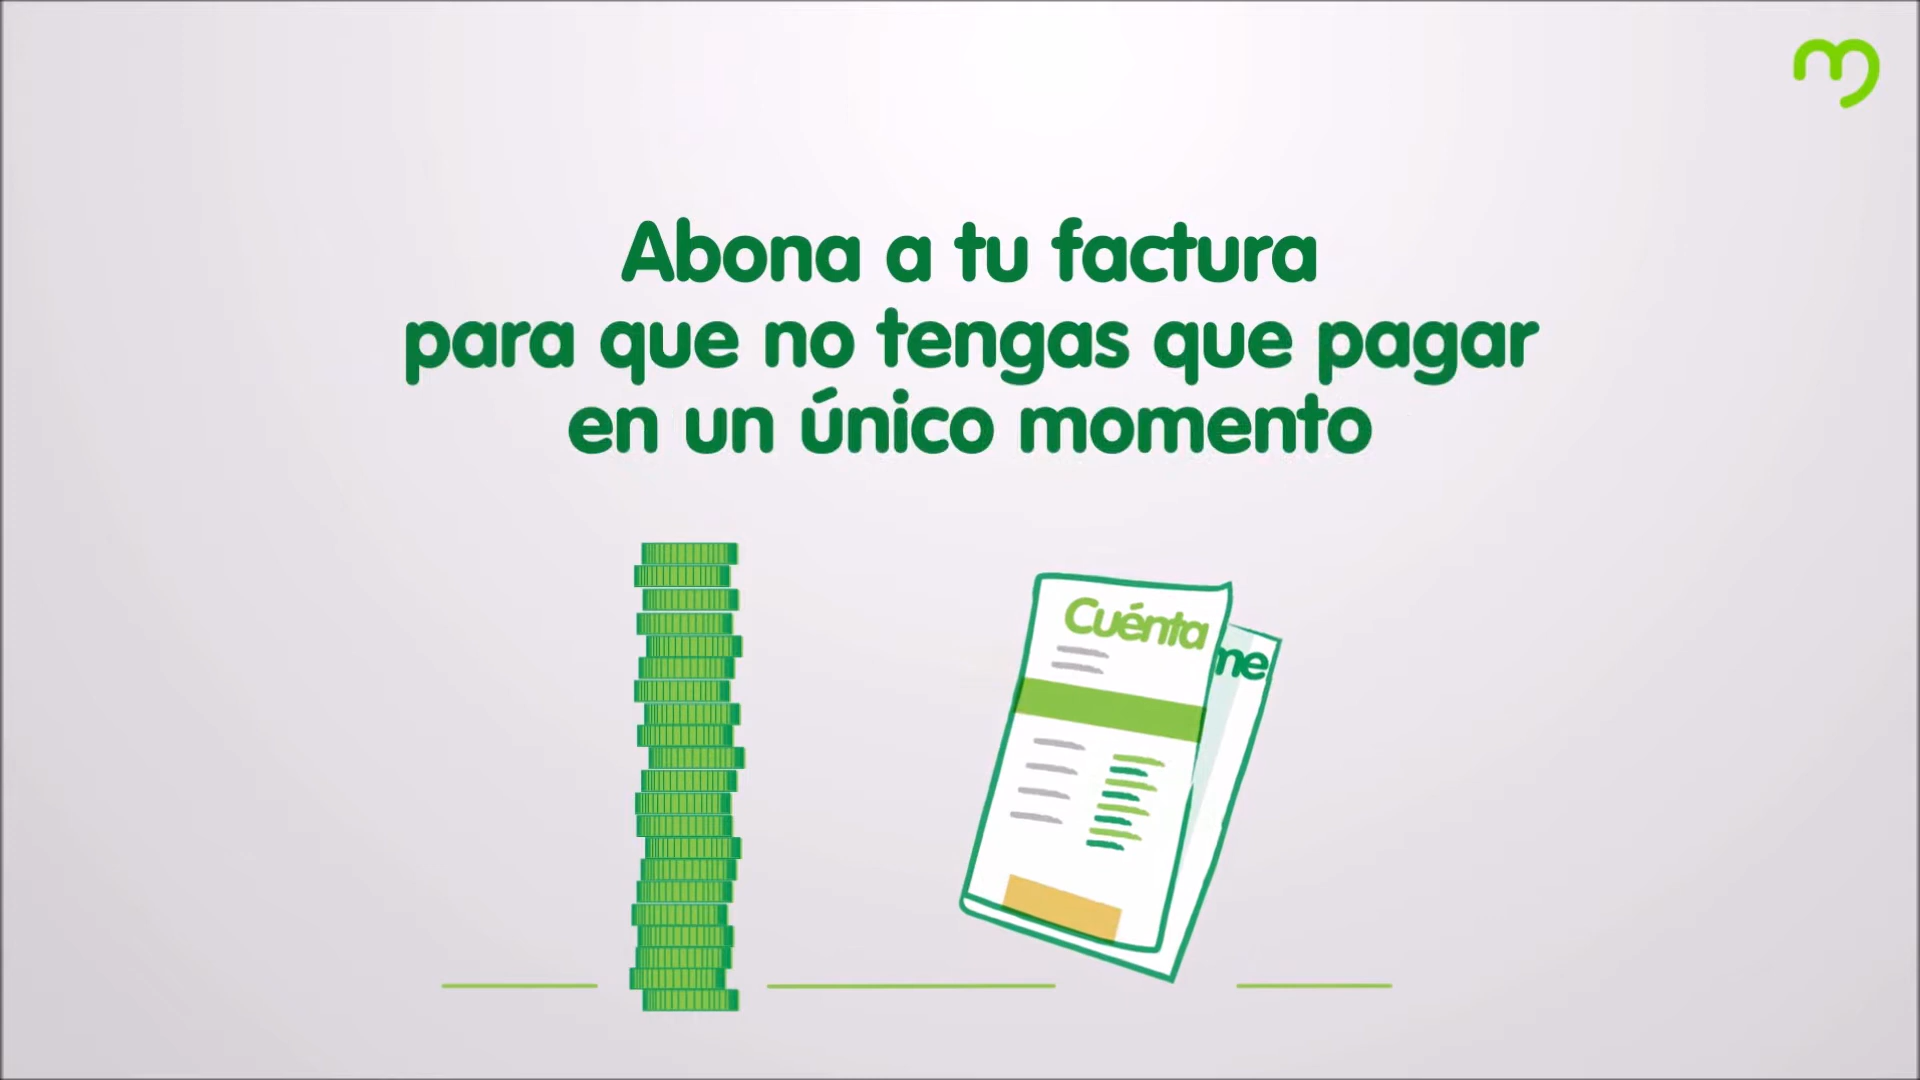 Abona a tu factura
para que no tengas que pagar
en un único momento
Cuénta
me